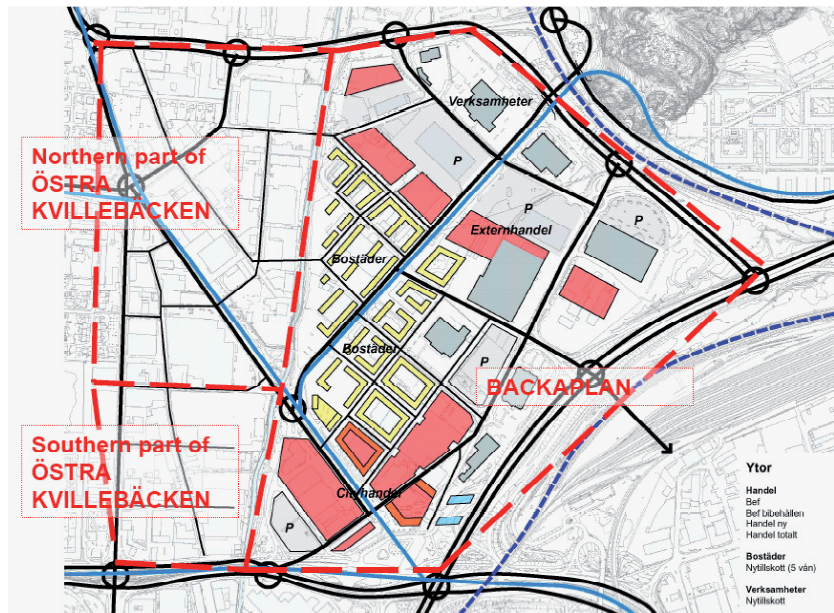 Verksamheter
Northern part of
ÖSTRA
KVILLEBÄCKEN
P
P
P
Externhandel
Bostäder
Bostäder
P
BACKAPLAN
Southern part of
ÖSTRA
KVILLEBÄCKEN
Cityhandel
P
Ytor
Handel
Bef
Bef bibehållen
Handel ny
Handel totalt
Bostäder
Nytillskott (5 vån)
Verksamheter
Nytillskott